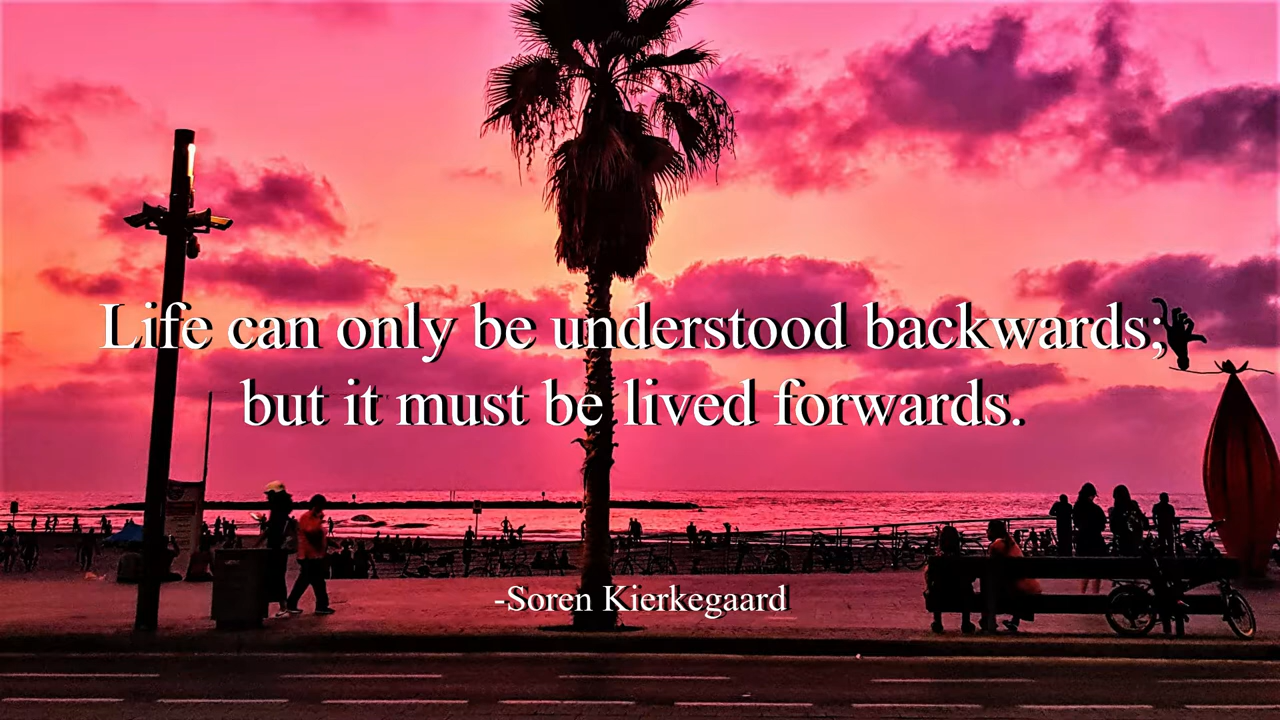 Life can only be understood backwards;
but it must be lived forwards.
-Soren Kierkegaard